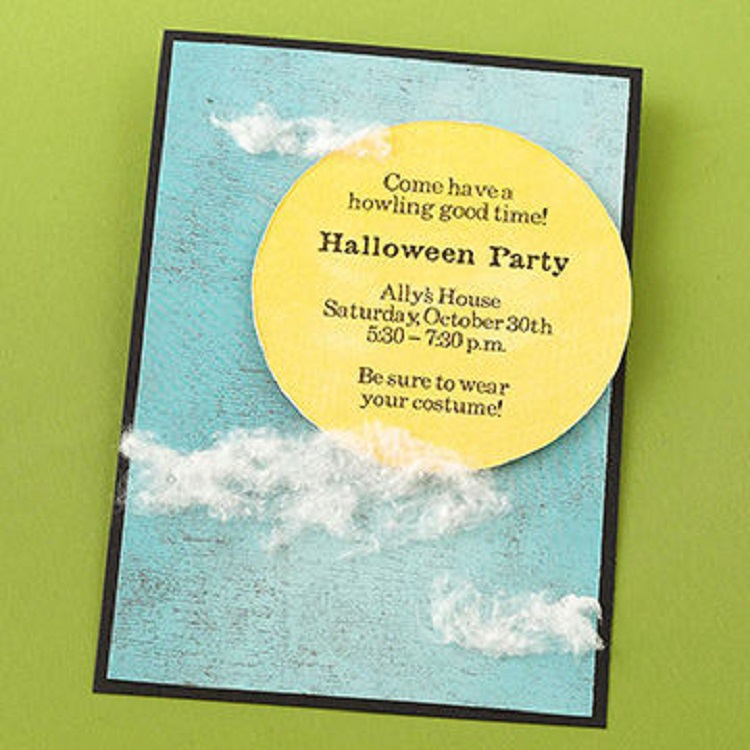 Come have a
howling good time!
Halloween Party
Ally's House
Saturday, October 30th
5:30 – 7:30 p.m.
Be sure to wear
your costume!